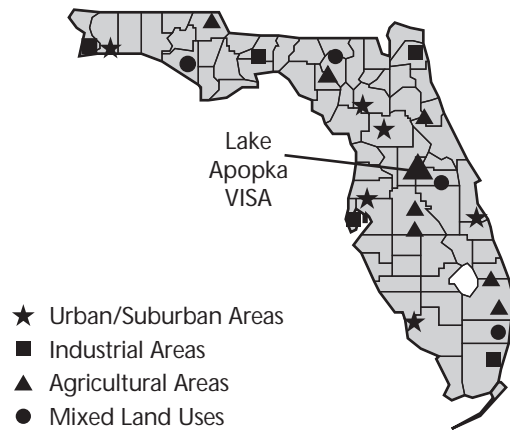 Lake
Apopka
VISA
Urban/Suburban Areas
Industrial Areas
Agricultural Areas
Mixed Land Uses